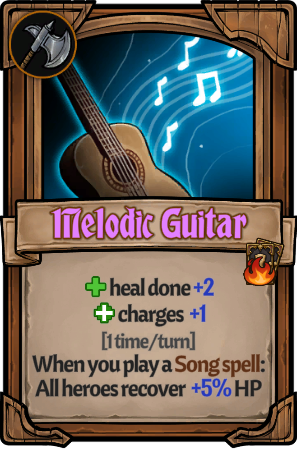 Melodic Guitar
heal done +2
charges +1
[1 time/turn]
When you play a Song spell:
All heroes recover +5% HP